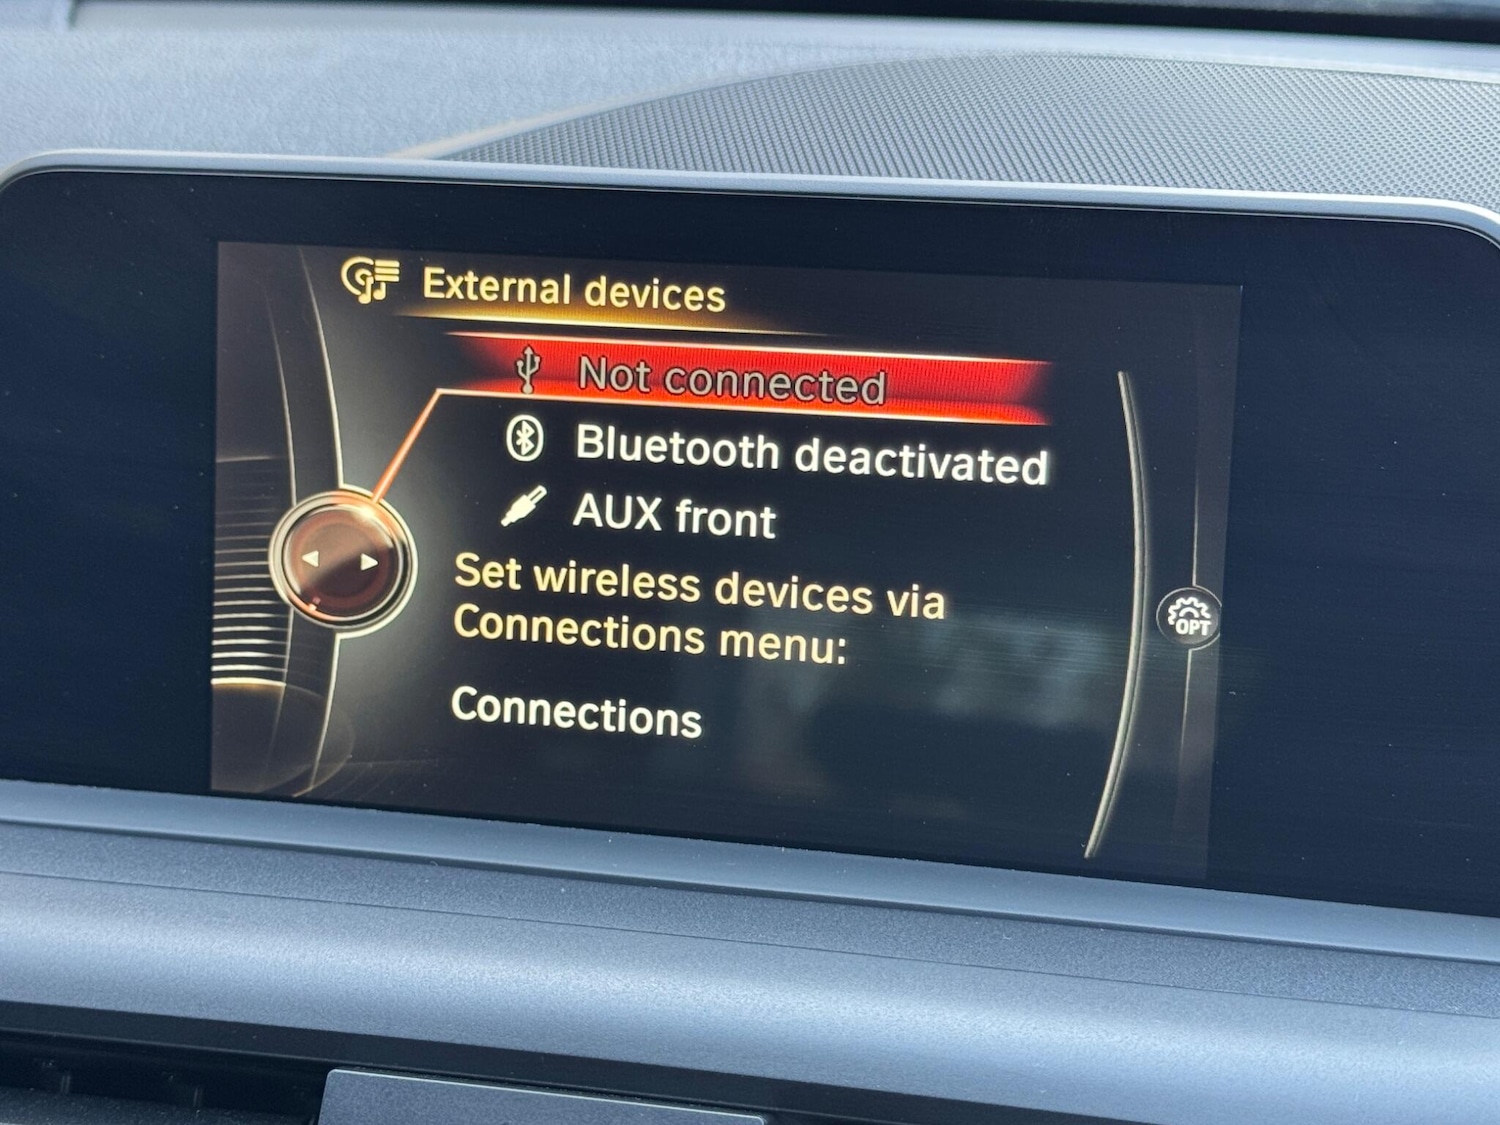 External devices
Not connected
Bluetooth deactivated
AUX front
Set wireless devices via
Connections menu:
Connections
OPT